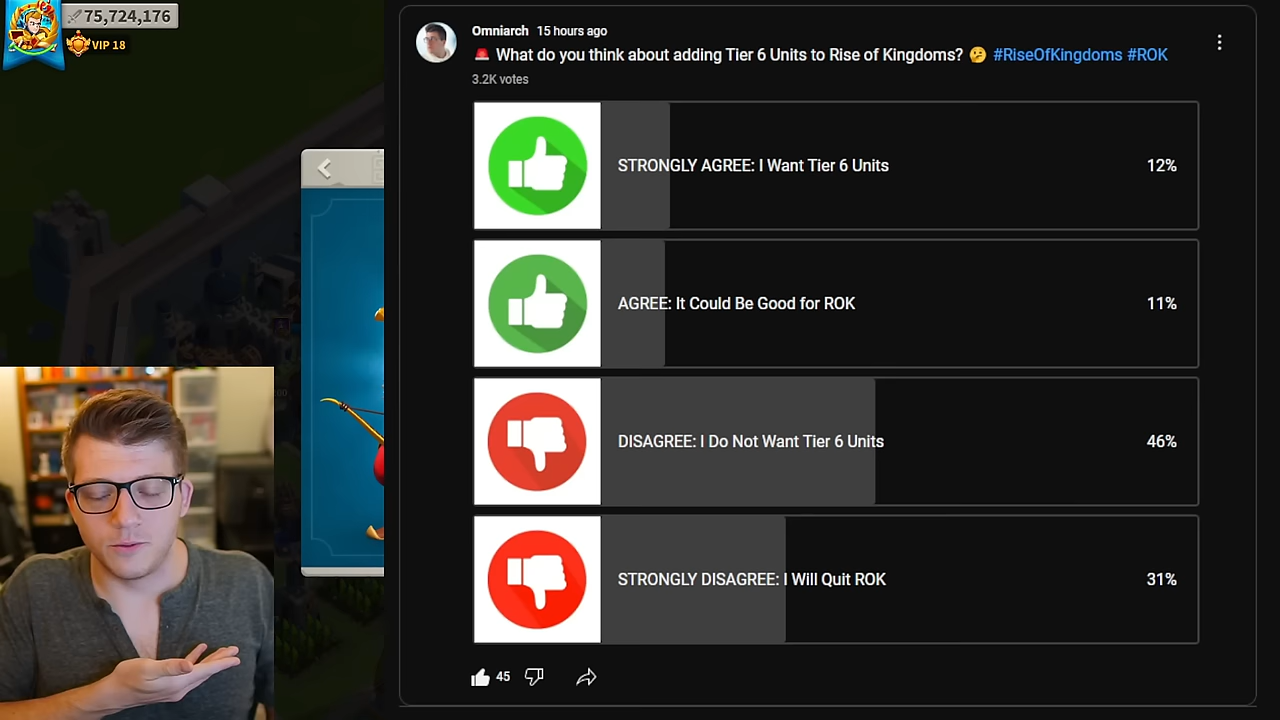 75,724,176
VIP 18
Omniarch 15 hours ago
🚨 What do you think about adding Tier 6 Units to Rise of Kingdoms? 🤔 #RiseOfKingdoms #ROK
3.2K votes
STRONGLY AGREE: I Want Tier 6 Units 12%
AGREE: It Could Be Good for ROK 11%
DISAGREE: I Do Not Want Tier 6 Units 46%
STRONGLY DISAGREE: I Will Quit ROK 31%
45